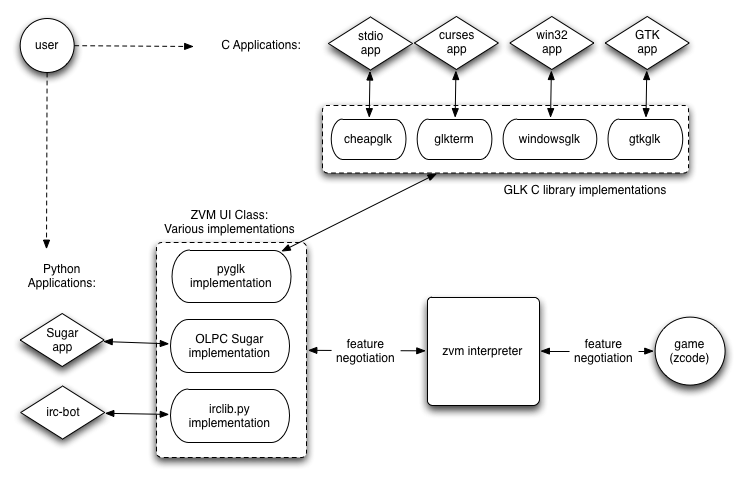 user
C Applications:
stdio
app
curses
app
win32
app
GTK
app
cheapglk
glkterm
windowsglk
gtkglk
GLK C library implementations
ZVM UI Class:
Various implementations
pyglk
implementation
Python
Applications:
Sugar
app
OLPC Sugar
implementation
irc-bot
irclib.py
implementation
feature
negotiation
zvm interpreter
feature
negotiation
game
(zcode)